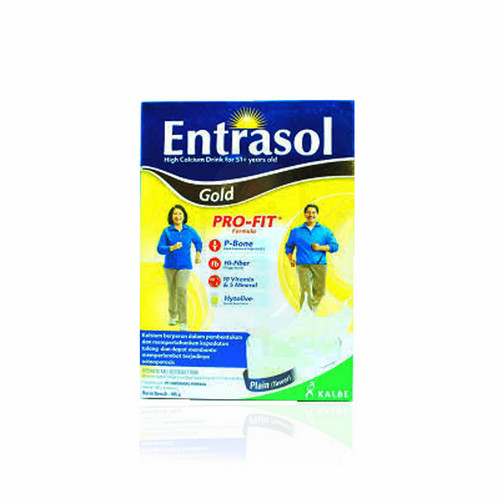 Entrasol
High Calcium Drink for 51+ years old
Gold
PRO-FIT
Formula
P-Bone
Hi-Fiber
10 Vitamin
& 5 Mineral
Kalsium berperan dalam pembentukan
dan mempertahankan kepadatan
tulang dan dapat membantu
memperlambat terjadinya
osteoporosis
Plain (flavor)
KALBE